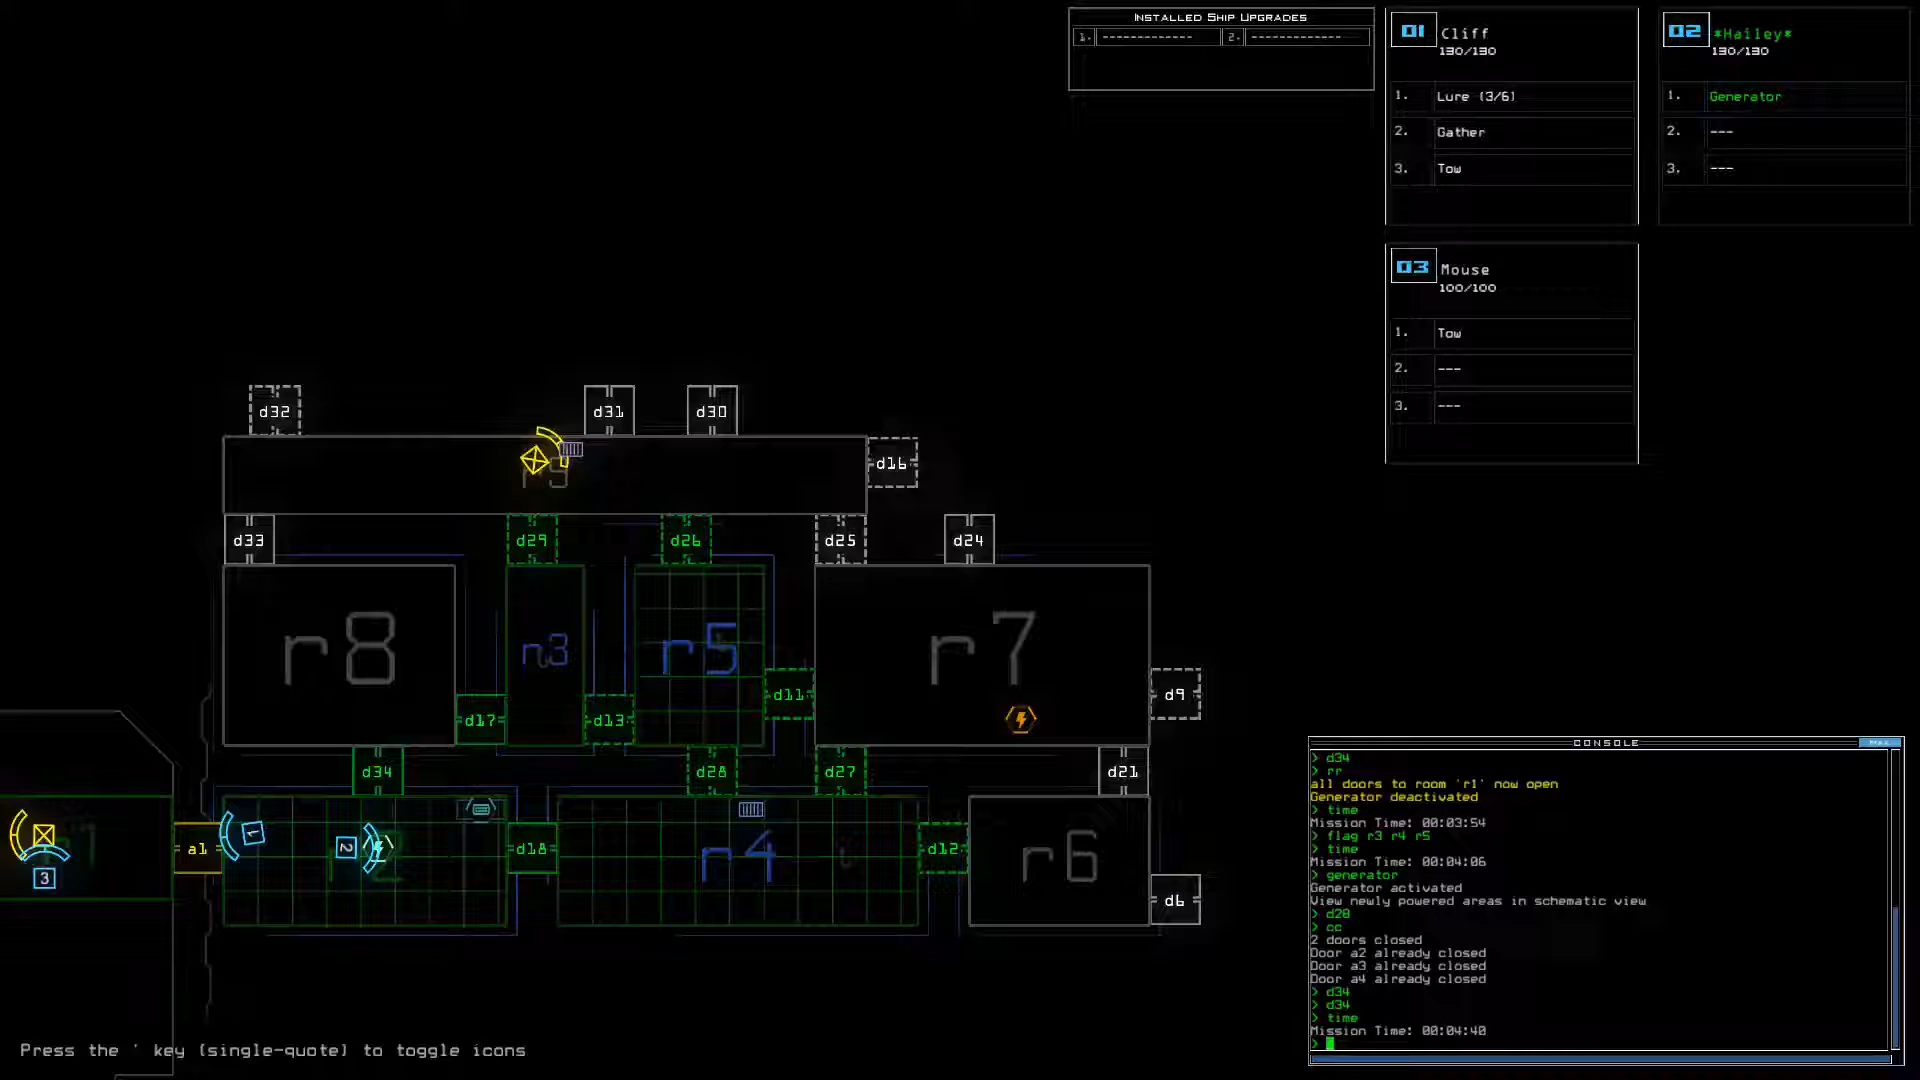 Installed Ship Upgrades
1. ------------- 2. -------------
01 Cliff
130/130
1. Lure (3/6)
2. Gather
3. Tow
02 *Hailey*
130/130
1. Generator
2. ---
3. ---
03 Mouse
100/100
1. Tow
2. ---
3. ---
d32
d31
d30
r9
d16
d33
d29
d26
d25
d24
r8
r5
r7
d11
d9
d17
d13
d34
d28
d27
d21
a1
1
2
d18
r4
d12
r6
3
d6
CONSOLE
> d34
> rr
all doors to room 'r1' now open
Generator deactivated
> time
Mission Time: 00:03:54
> flag r3 r4 r5
> time
Mission Time: 00:04:06
> generator
Generator activated
View newly powered areas in schematic view
> d28
> cc
2 doors closed
Door a2 already closed
Door a3 already closed
Door a4 already closed
> d34
> d34
> time
Mission Time: 00:04:40
>
Press the ' key (single-quote) to toggle icons